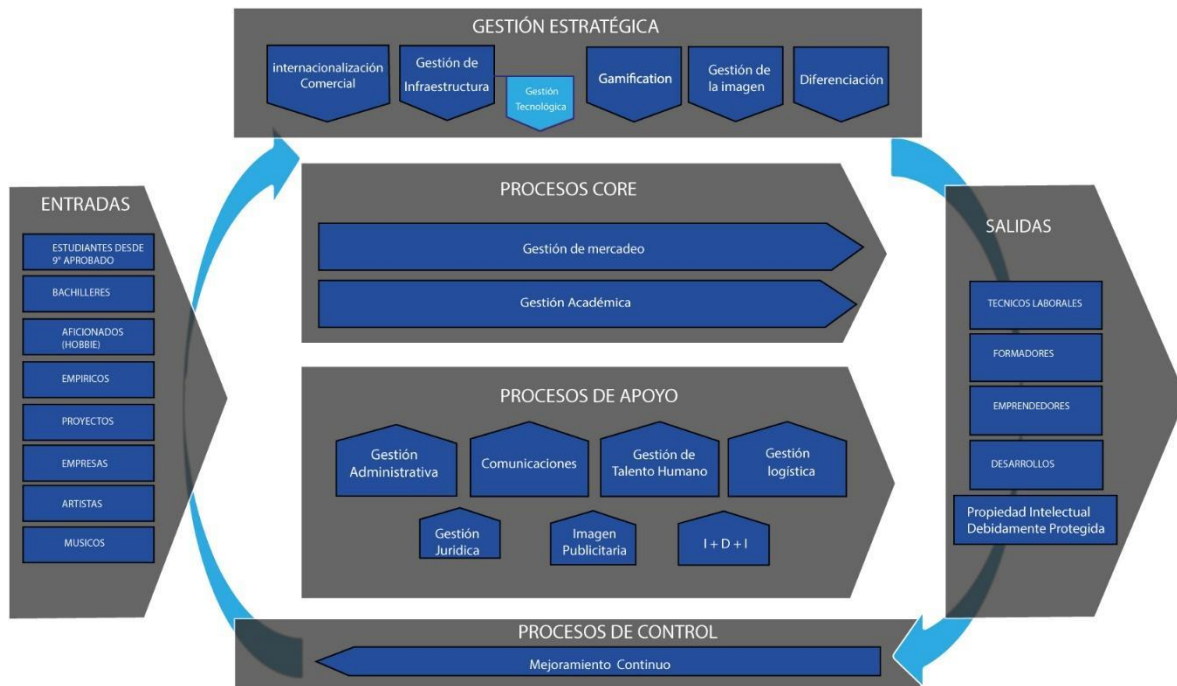 GESTIÓN ESTRATÉGICA
internacionalización
Comercial
Gestión de
Infraestructura
Gestión
Tecnológica
Gamification
Gestión de
la imagen
Diferenciación
ENTRADAS
ESTUDIANTES DESDE
9° APROBADO
BACHILLERES
AFICIONADOS
(HOBBIE)
EMPIRICOS
PROYECTOS
EMPRESAS
ARTISTAS
MUSICOS
PROCESOS CORE
Gestión de mercadeo
Gestión Académica
PROCESOS DE APOYO
Gestión
Administrativa
Comunicaciones
Gestión de
Talento Humano
Gestión
logística
Gestión
Juridica
Imagen
Publicitaria
I + D + I
SALIDAS
TECNICOS LABORALES
FORMADORES
EMPRENDEDORES
DESARROLLOS
Propiedad Intelectual
Debidamente Protegida
PROCESOS DE CONTROL
Mejoramiento Continuo